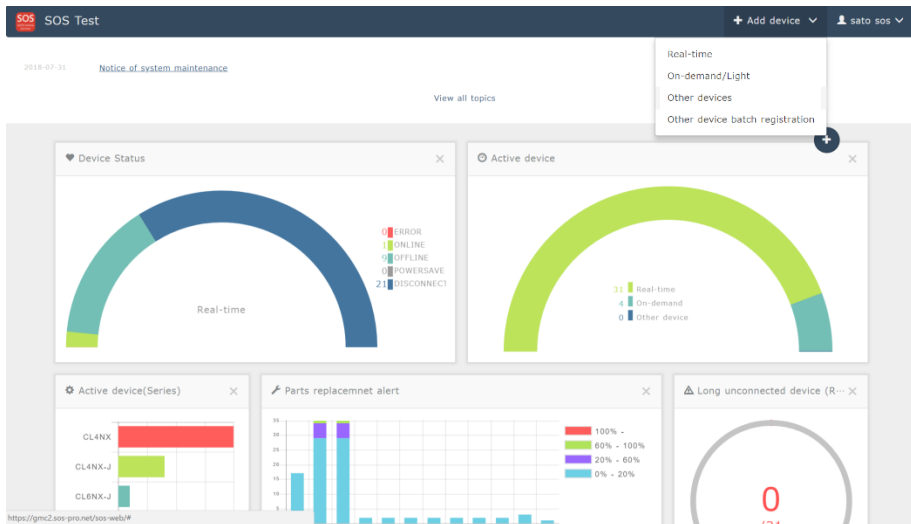 SOS
SOS Test
Add device
sato sos
2018-07-31
Notice of system maintenance
View all topics
Real-time
On-demand/Light
Other devices
Other device batch registration
Device Status
0 ERROR
1 ONLINE
9 OFFLINE
0 POWERSAVE
21 DISCONNECT
Real-time
Active device
31 Real-time
4 On-demand
0 Other device
Active device(Series)
CL4NX
CL4NX-J
CL6NX-J
Parts replacemnet alert
35
30
25
20
15
10
100% -
60% - 100%
20% - 60%
0% - 20%
Long unconnected device (R...
0
/31
https://gmc2.sos-pro.net/sos-web/#